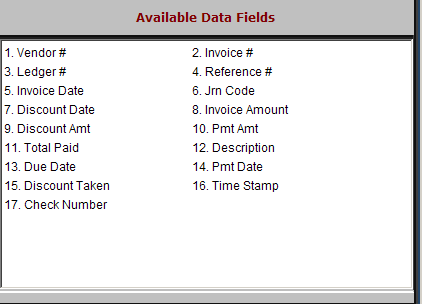 Available Data Fields
1. Vendor # 2. Invoice #
3. Ledger # 4. Reference #
5. Invoice Date 6. Jrn Code
7. Discount Date 8. Invoice Amount
9. Discount Amt 10. Pmt Amt
11. Total Paid 12. Description
13. Due Date 14. Pmt Date
15. Discount Taken 16. Time Stamp
17. Check Number